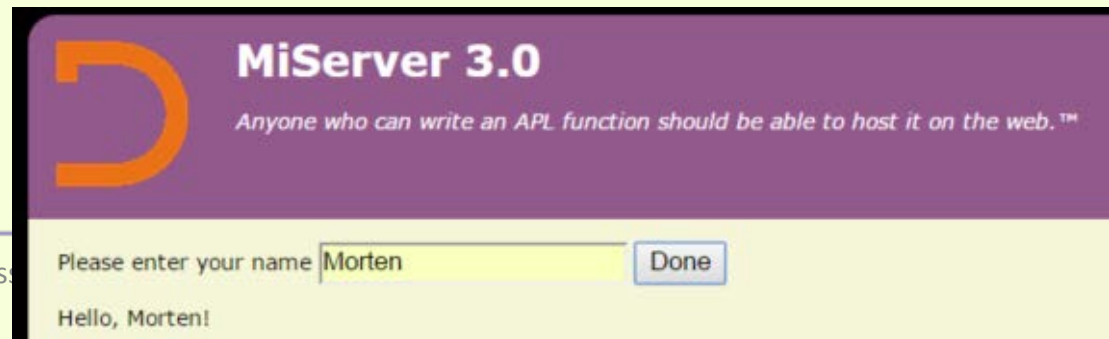 MiServer 3.0
Anyone who can write an APL function should be able to host it on the web.™
Please enter your name Morten Done
Hello, Morten!